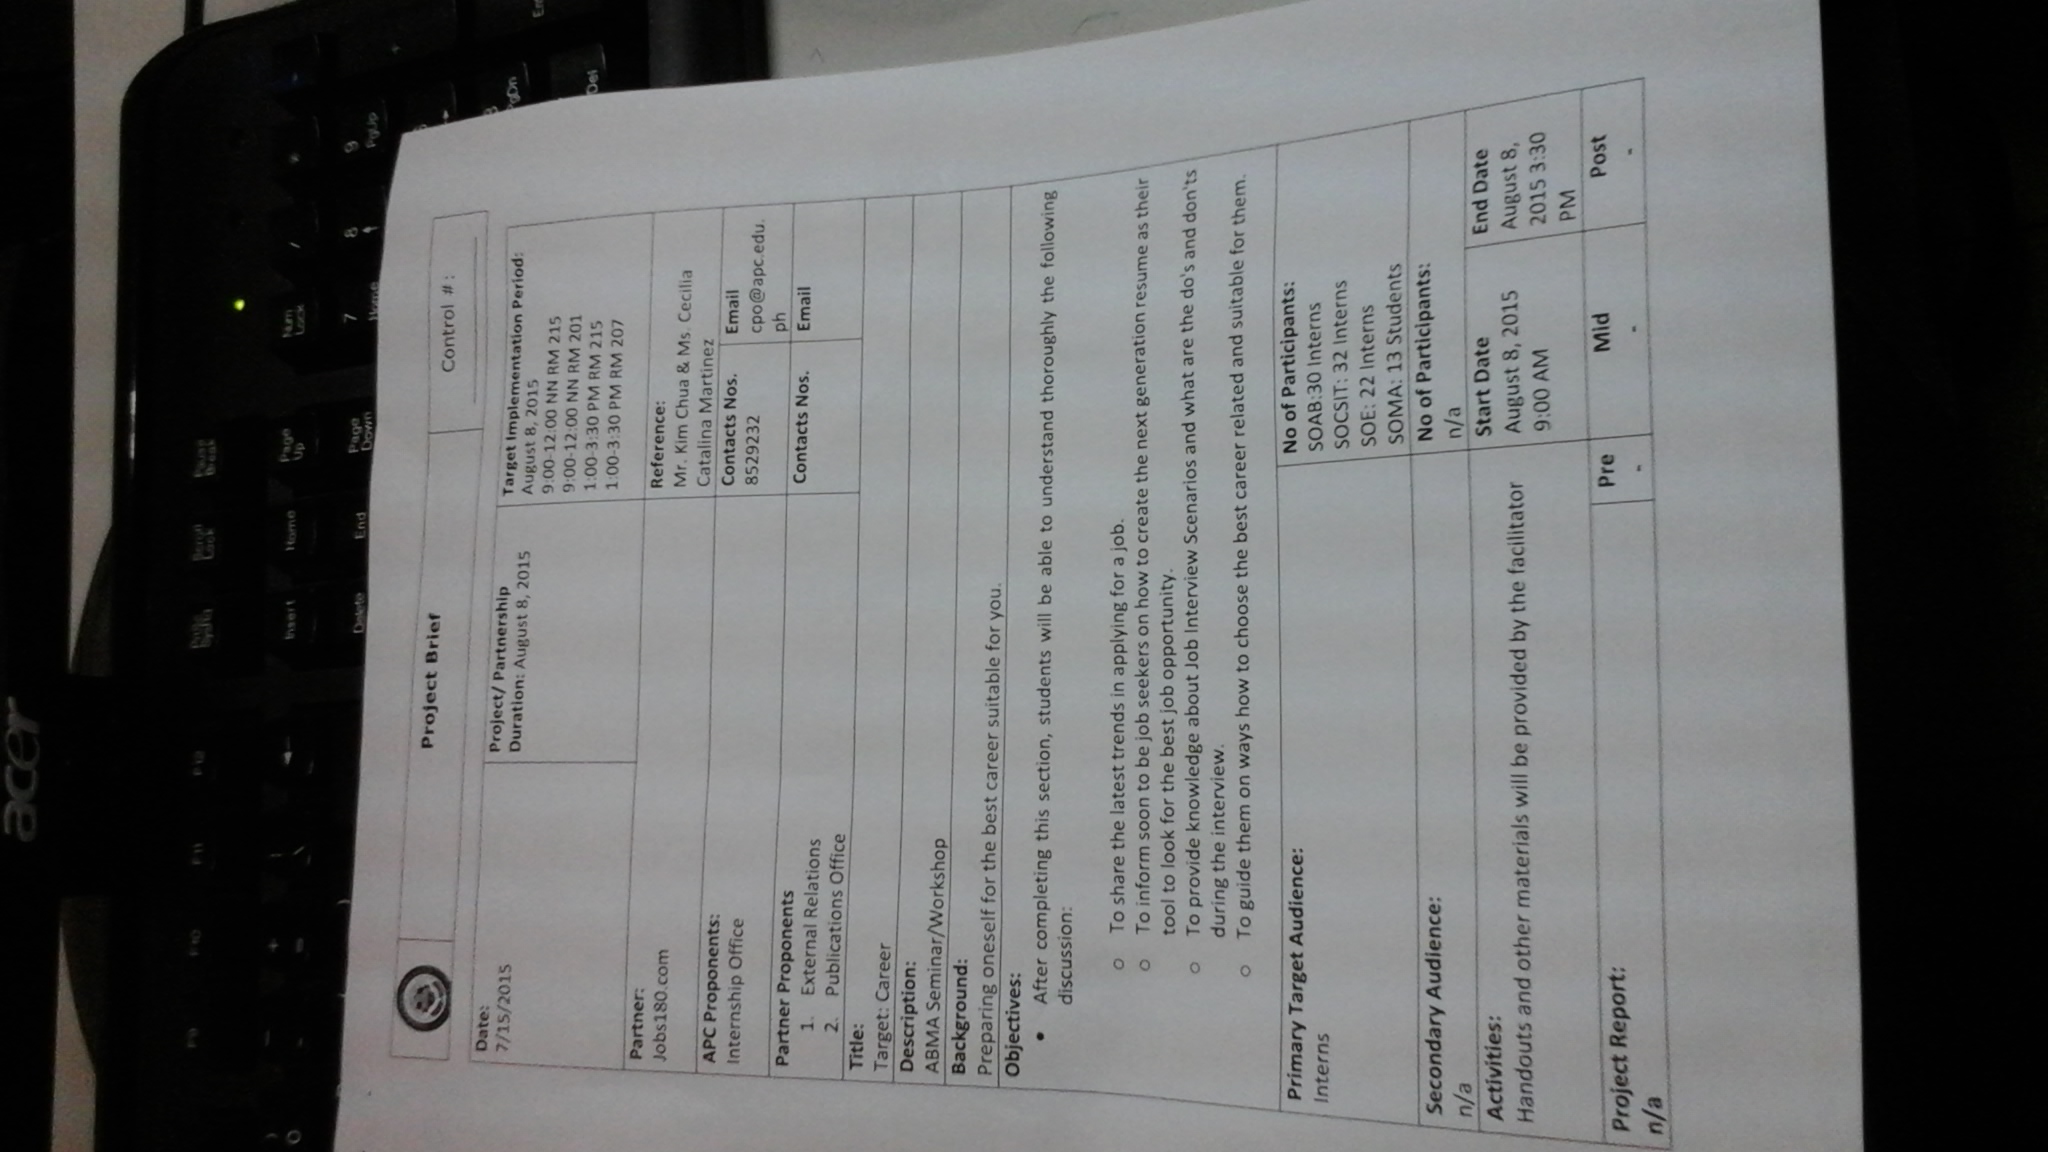 acer
F9 F10 F11 F12 Scroll Lock Pause Break
Insert Home Page Up Num Lock /
Delete End Page Down 7 8 9
Home PgUp
Project Brief
Control #:
Date:
7/15/2015
Project/ Partnership
Duration: August 8, 2015
Target Implementation Period:
August 8, 2015
9:00-12:00 NN RM 215
9:00-12:00 NN RM 201
1:00-3:30 PM RM 215
1:00-3:30 PM RM 207
PgDn
Del
Partner:
Jobs180.com
Reference:
Mr. Kim Chua & Ms. Cecilia
Catalina Martinez
APC Proponents:
Internship Office
Contacts Nos.
8529232
Email
cpo@apc.edu.
ph
Partner Proponents
1. External Relations
2. Publications Office
Contacts Nos.
Email
Title:
Target: Career
Description:
ABMA Seminar/Workshop
Background:
Preparing oneself for the best career suitable for you.
Objectives:
• After completing this section, students will be able to understand thoroughly the following
discussion:
o To share the latest trends in applying for a job.
o To inform soon to be job seekers on how to create the next generation resume as their
tool to look for the best job opportunity.
o To provide knowledge about Job Interview Scenarios and what are the do's and don'ts
during the interview.
o To guide them on ways how to choose the best career related and suitable for them.
Primary Target Audience:
Interns
No of Participants:
SOAB:30 Interns
SOCSIT: 32 Interns
SOE: 22 Interns
SOMA: 13 Students
Secondary Audience:
n/a
No of Participants:
n/a
Activities:
Handouts and other materials will be provided by the facilitator
Start Date
August 8, 2015
9:00 AM
End Date
August 8,
2015 3:30
PM
Project Report:
n/a
Pre
-
Mid
-
Post
-